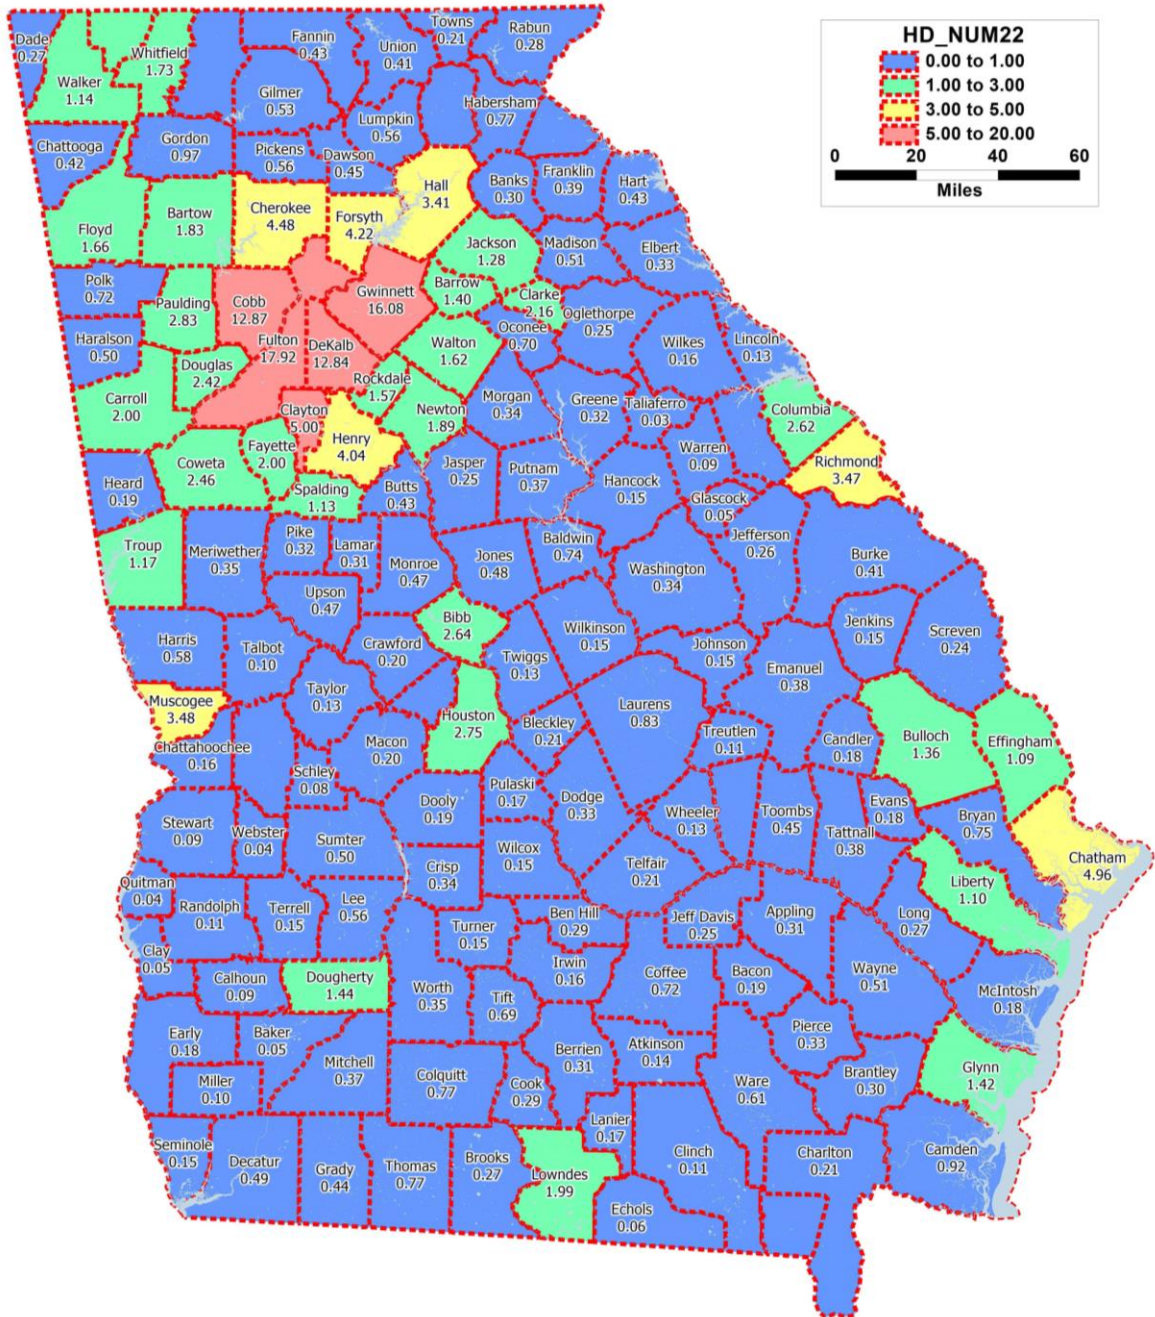 HD_NUM22
0.00 to 1.00
1.00 to 3.00
3.00 to 5.00
5.00 to 20.00
0 20 40 60
Miles
Dade
0.27
Walker
1.14
Whitfield
1.73
Fannin
0.43
Union
0.41
Towns
0.21
Rabun
0.28
Gilmer
0.53
Lumpkin
0.56
Habersham
0.77
Chattooga
0.42
Gordon
0.97
Pickens
0.56
Dawson
0.45
Hall
3.41
Banks
0.30
Franklin
0.39
Hart
0.43
Floyd
1.66
Bartow
1.83
Cherokee
4.48
Forsyth
4.22
Jackson
1.28
Madison
0.51
Elbert
0.33
Polk
0.72
Paulding
2.83
Cobb
12.87
Gwinnett
16.08
Barrow
1.40
Clarke
2.16
Oglethorpe
0.25
Haralson
0.50
Douglas
2.42
Fulton
17.92
DeKalb
12.84
Walton
1.62
Oconee
0.70
Wilkes
0.16
Lincoln
0.13
Carroll
2.00
Clayton
5.00
Rockdale
1.57
Newton
1.89
Morgan
0.34
Greene
0.32
Taliaferro
0.03
Columbia
2.62
Heard
0.19
Coweta
2.46
Fayette
2.00
Henry
4.04
Spalding
1.13
Butts
0.43
Jasper
0.25
Putnam
0.37
Hancock
0.15
Warren
0.09
Richmond
3.47
Glascock
0.05
Troup
1.17
Meriwether
0.35
Pike
0.32
Lamar
0.31
Monroe
0.47
Jones
0.48
Baldwin
0.74
Washington
0.34
Jefferson
0.26
Burke
0.41
Upson
0.47
Harris
0.58
Talbot
0.10
Crawford
0.20
Bibb
2.64
Twiggs
0.13
Wilkinson
0.15
Johnson
0.15
Emanuel
0.38
Jenkins
0.15
Screven
0.24
Muscogee
3.48
Taylor
0.13
Houston
2.75
Bleckley
0.21
Laurens
0.83
Treutlen
0.11
Candler
0.18
Bulloch
1.36
Effingham
1.09
Chattahoochee
0.16
Schley
0.08
Macon
0.20
Pulaski
0.17
Dodge
0.33
Wheeler
0.13
Toombs
0.45
Tattnall
0.38
Evans
0.18
Bryan
0.75
Chatham
4.96
Stewart
0.09
Webster
0.04
Sumter
0.50
Dooly
0.19
Crisp
0.34
Wilcox
0.15
Telfair
0.21
Liberty
1.10
Quitman
0.04
Randolph
0.11
Terrell
0.15
Lee
0.56
Turner
0.15
Ben Hill
0.29
Jeff Davis
0.25
Appling
0.31
Long
0.27
Clay
0.05
Calhoun
0.09
Dougherty
1.44
Worth
0.35
Tift
0.69
Irwin
0.16
Coffee
0.72
Bacon
0.19
Wayne
0.51
McIntosh
0.18
Early
0.18
Baker
0.05
Mitchell
0.37
Colquitt
0.77
Cook
0.29
Berrien
0.31
Atkinson
0.14
Pierce
0.33
Brantley
0.30
Glynn
1.42
Miller
0.10
Ware
0.61
Seminole
0.15
Decatur
0.49
Grady
0.44
Thomas
0.77
Brooks
0.27
Lowndes
1.99
Lanier
0.17
Clinch
0.11
Charlton
0.21
Camden
0.92
Echols
0.06